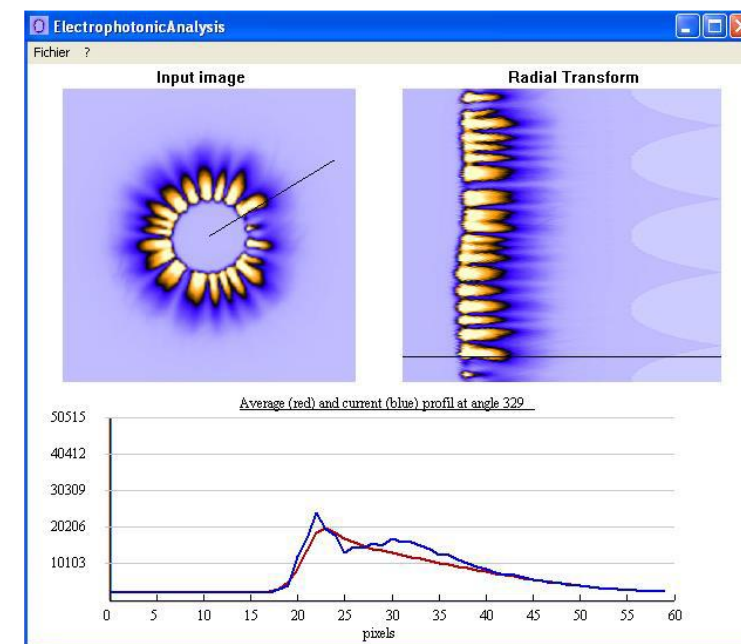 ElectrophotonicAnalysis
Fichier ?
Input image
Radial Transform
Average (red) and current (blue) profil at angle 329
50515
40412
30309
20206
10103
0 5 10 15 20 25 30 35 40 45 50 55 60
pixels